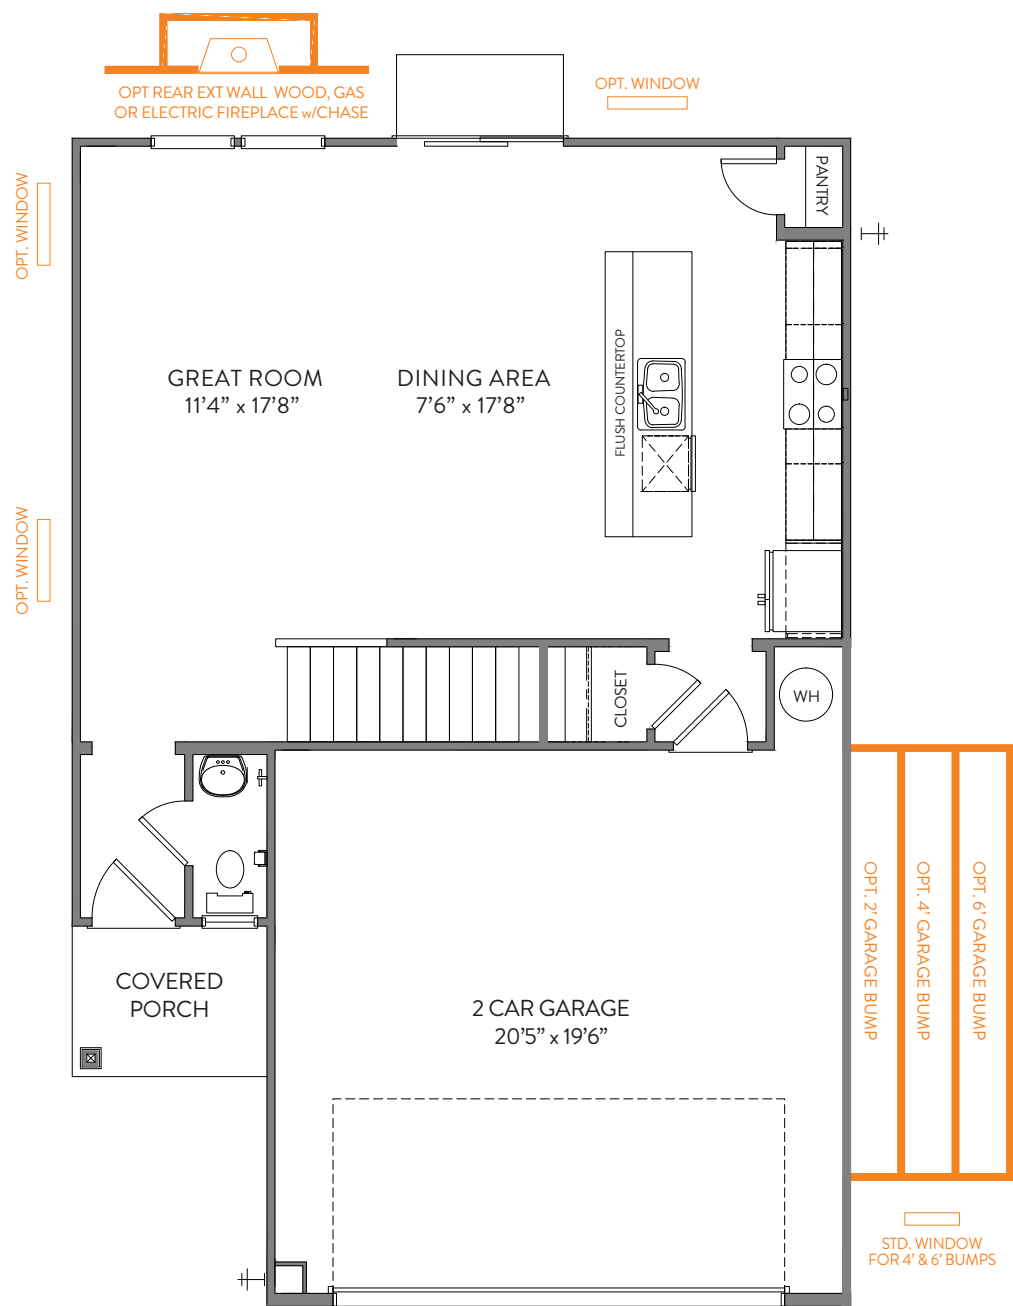 OPT REAR EXT WALL WOOD, GAS
OR ELECTRIC FIREPLACE w/CHASE
OPT. WINDOW
OPT. WINDOW
PANTRY
GREAT ROOM
11'4” x 17'8”
DINING AREA
7'6” x 17'8”
FLUSH COUNTERTOP
OPT. WINDOW
CLOSET
WH
COVERED
PORCH
2 CAR GARAGE
20'5” x 19'6”
OPT. 2' GARAGE BUMP
OPT. 4' GARAGE BUMP
OPT. 6' GARAGE BUMP
STD. WINDOW
FOR 4' & 6' BUMPS